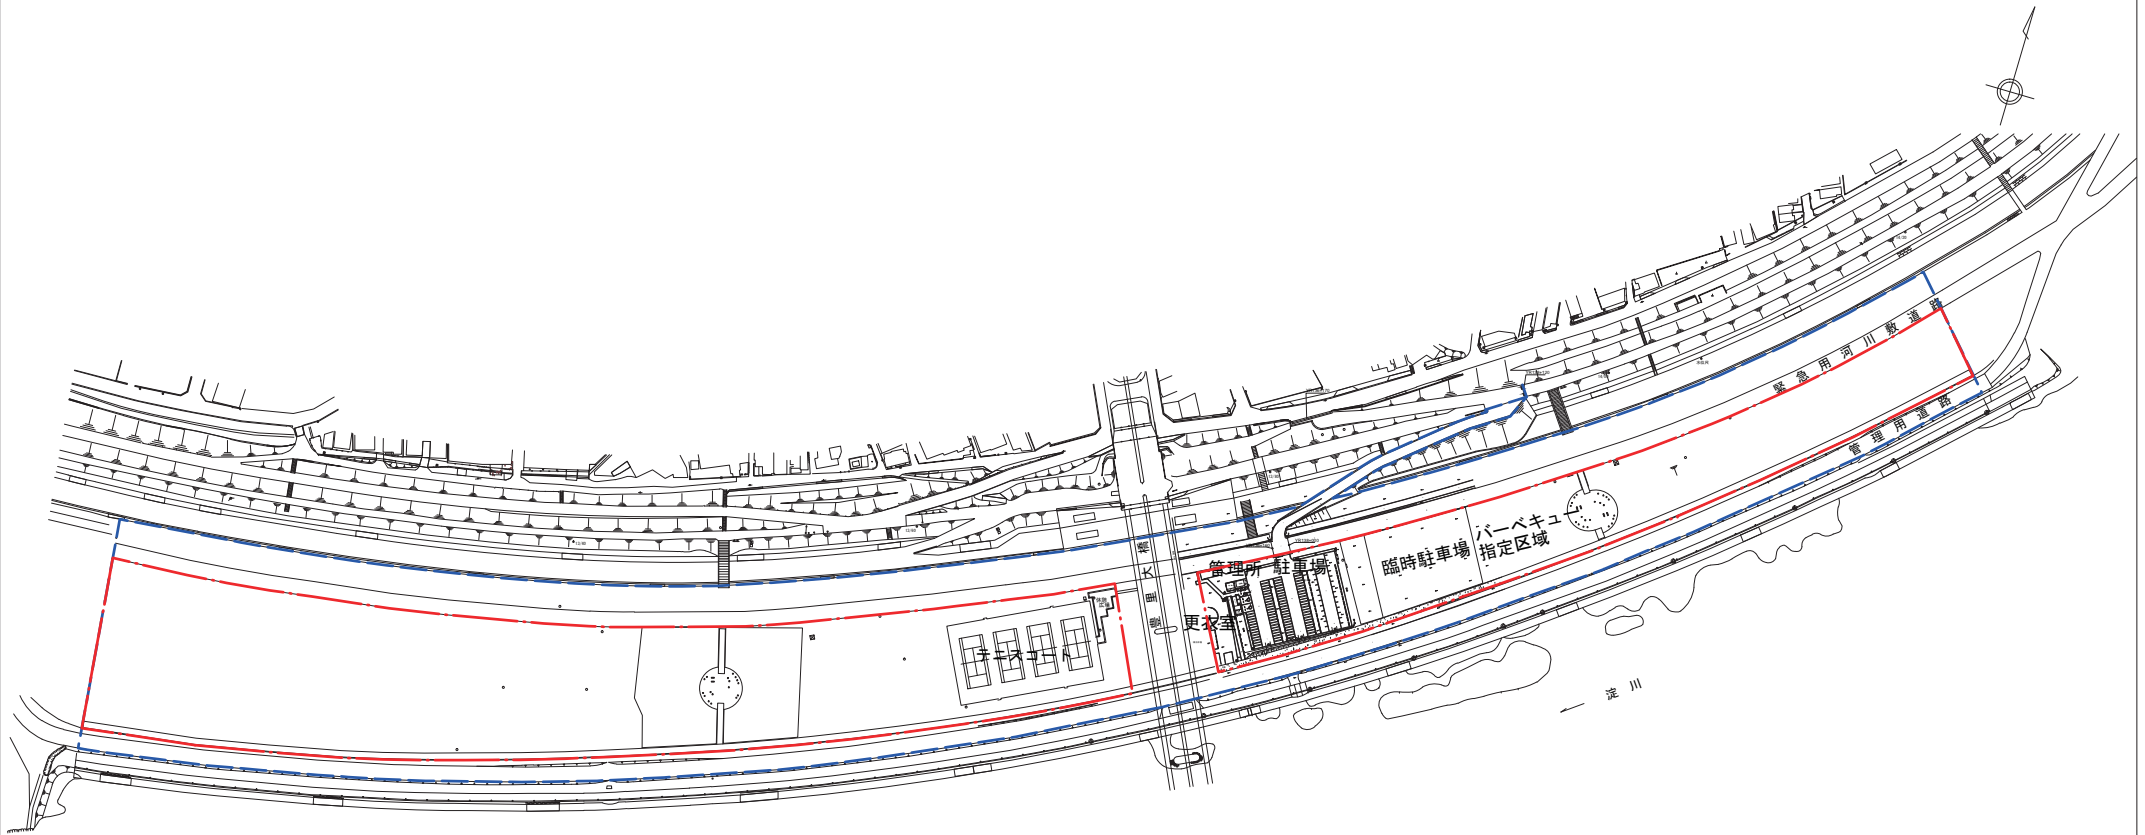 緊急用河川敷道路
管理用道路
バーベキュー
指定区域
臨時駐車場
管理所
駐車場
更衣室
豊里大橋
テニスコート
淀川